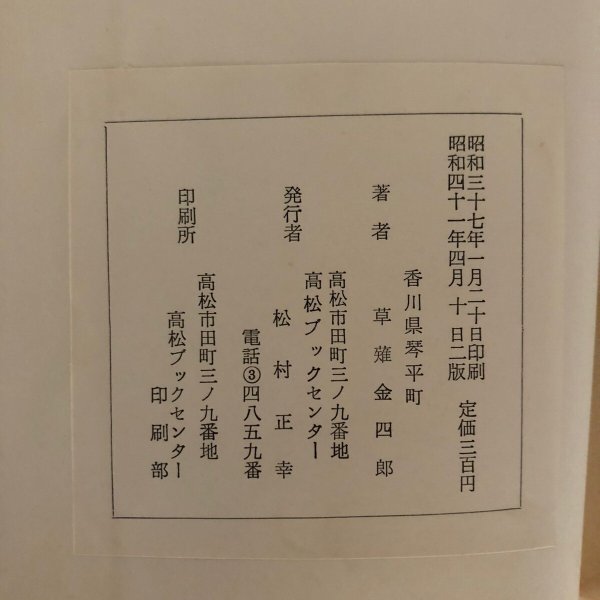 昭和三十七年一月二十日印刷
昭和四十一年四月十日二版
定価三百円
香川県琴平町
著者 草薙金四郎
高松市田町三ノ九番地
高松ブックセンター
発行者 松村正幸
電話③四八五九番
高松市田町三ノ九番地
印刷所 高松ブックセンター
印刷部